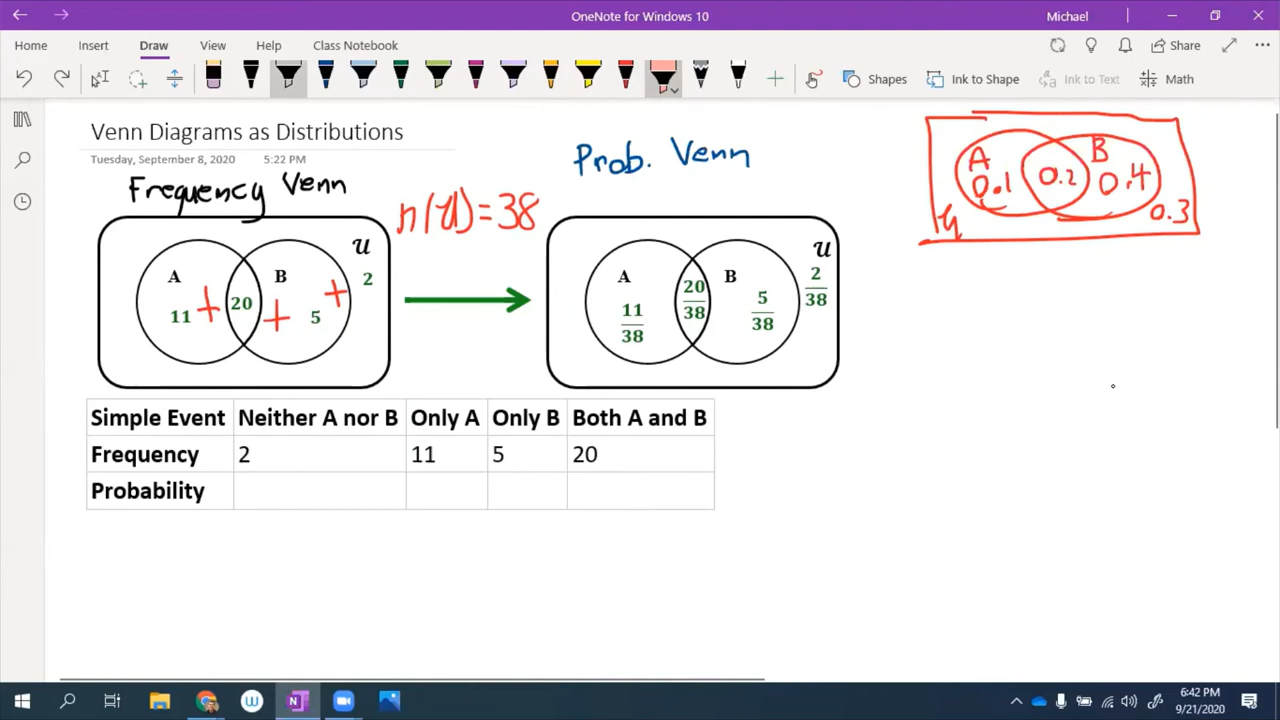 OneNote for Windows 10
Michael
Home Insert Draw View Help Class Notebook
Share
Shapes
Ink to Shape
Ink to Text
Math
Venn Diagrams as Distributions
Tuesday, September 8, 2020 5:22 PM
Frequency Venn
n(U)=38
Prob. Venn
A
B
0.1
0.2
0.4
0.3
U
A
B
U
11 + 20 + 5 + 2
A
B
U
11/38
20/38
5/38
2/38
Simple Event Neither A nor B Only A Only B Both A and B
Frequency 2 11 5 20
Probability
6:42 PM
9/21/2020